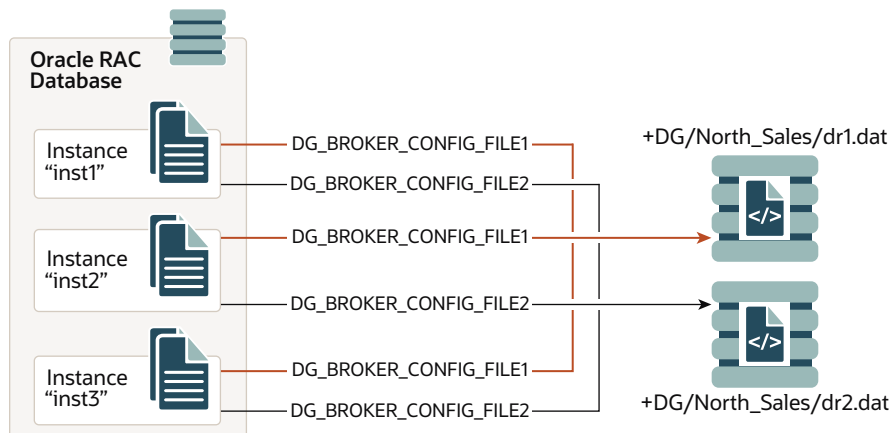 Oracle RAC
Database
Instance
“inst1”
DG_BROKER_CONFIG_FILE1
DG_BROKER_CONFIG_FILE2
Instance
“inst2”
DG_BROKER_CONFIG_FILE1
DG_BROKER_CONFIG_FILE2
Instance
“inst3”
DG_BROKER_CONFIG_FILE1
DG_BROKER_CONFIG_FILE2
+DG/North_Sales/dr1.dat
</>
</>
+DG/North_Sales/dr2.dat